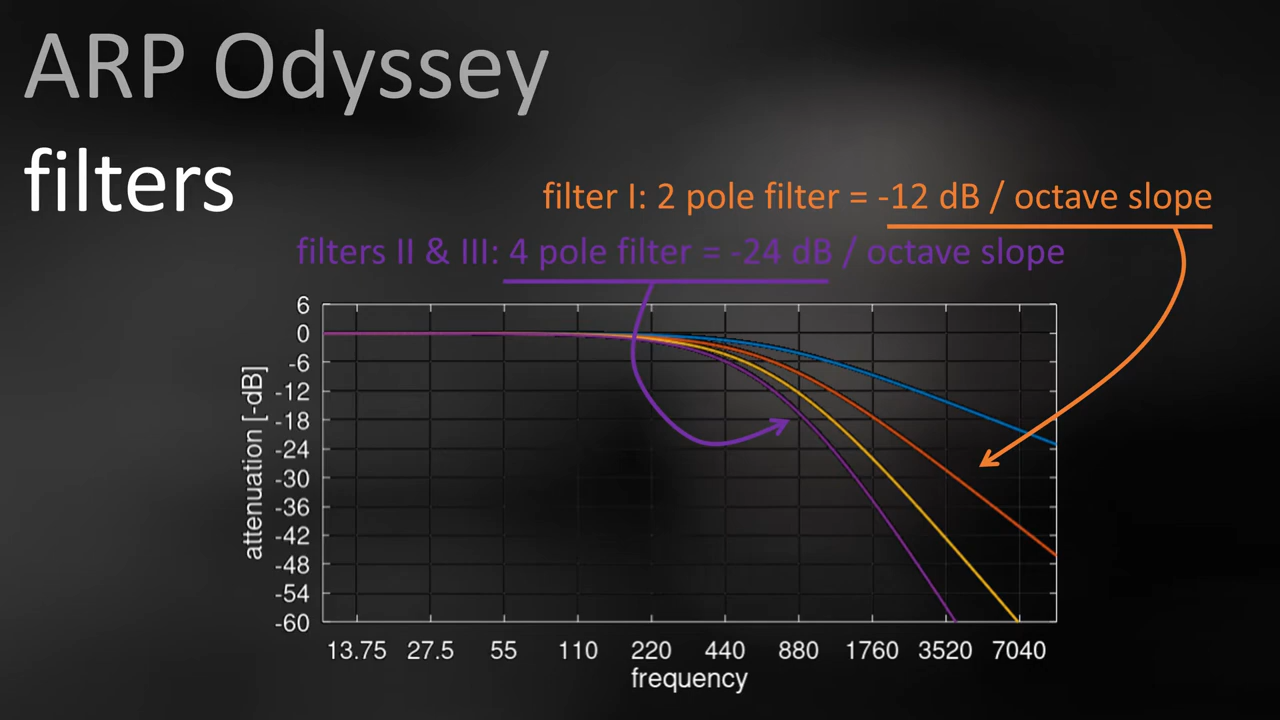 ARP Odyssey
filters
filter I: 2 pole filter = -12 dB / octave slope
filters II & III: 4 pole filter = -24 dB / octave slope
6
0
-6
-12
-18
-24
-30
-36
-42
-48
-54
-60
attenuation [-dB]
13.75 27.5 55 110 220 440 880 1760 3520 7040
frequency